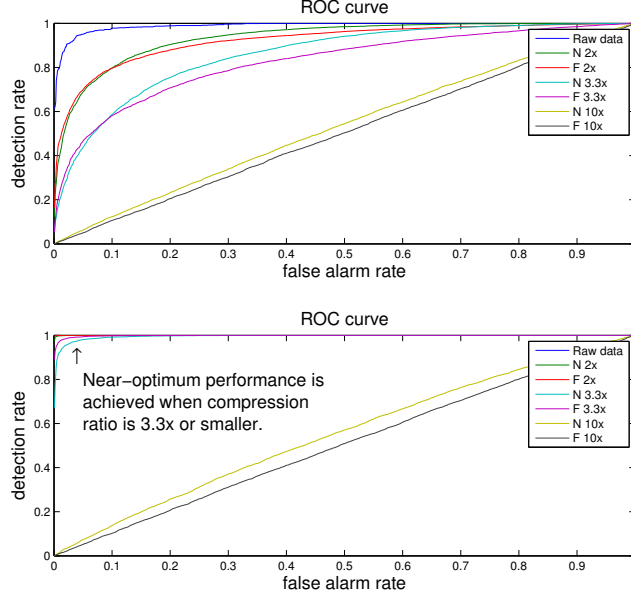 ROC curve
detection rate
1
0.8
0.6
0.4
0.2
0
0 0.1 0.2 0.3 0.4 0.5 0.6 0.7 0.8 0.9
false alarm rate
Raw data
N 2x
F 2x
N 3.3x
F 3.3x
N 10x
F 10x
ROC curve
detection rate
1
0.8
0.6
0.4
0.2
0
0 0.1 0.2 0.3 0.4 0.5 0.6 0.7 0.8 0.9
false alarm rate
↑
Near-optimum performance is
achieved when compression
ratio is 3.3x or smaller.
Raw data
N 2x
F 2x
N 3.3x
F 3.3x
N 10x
F 10x